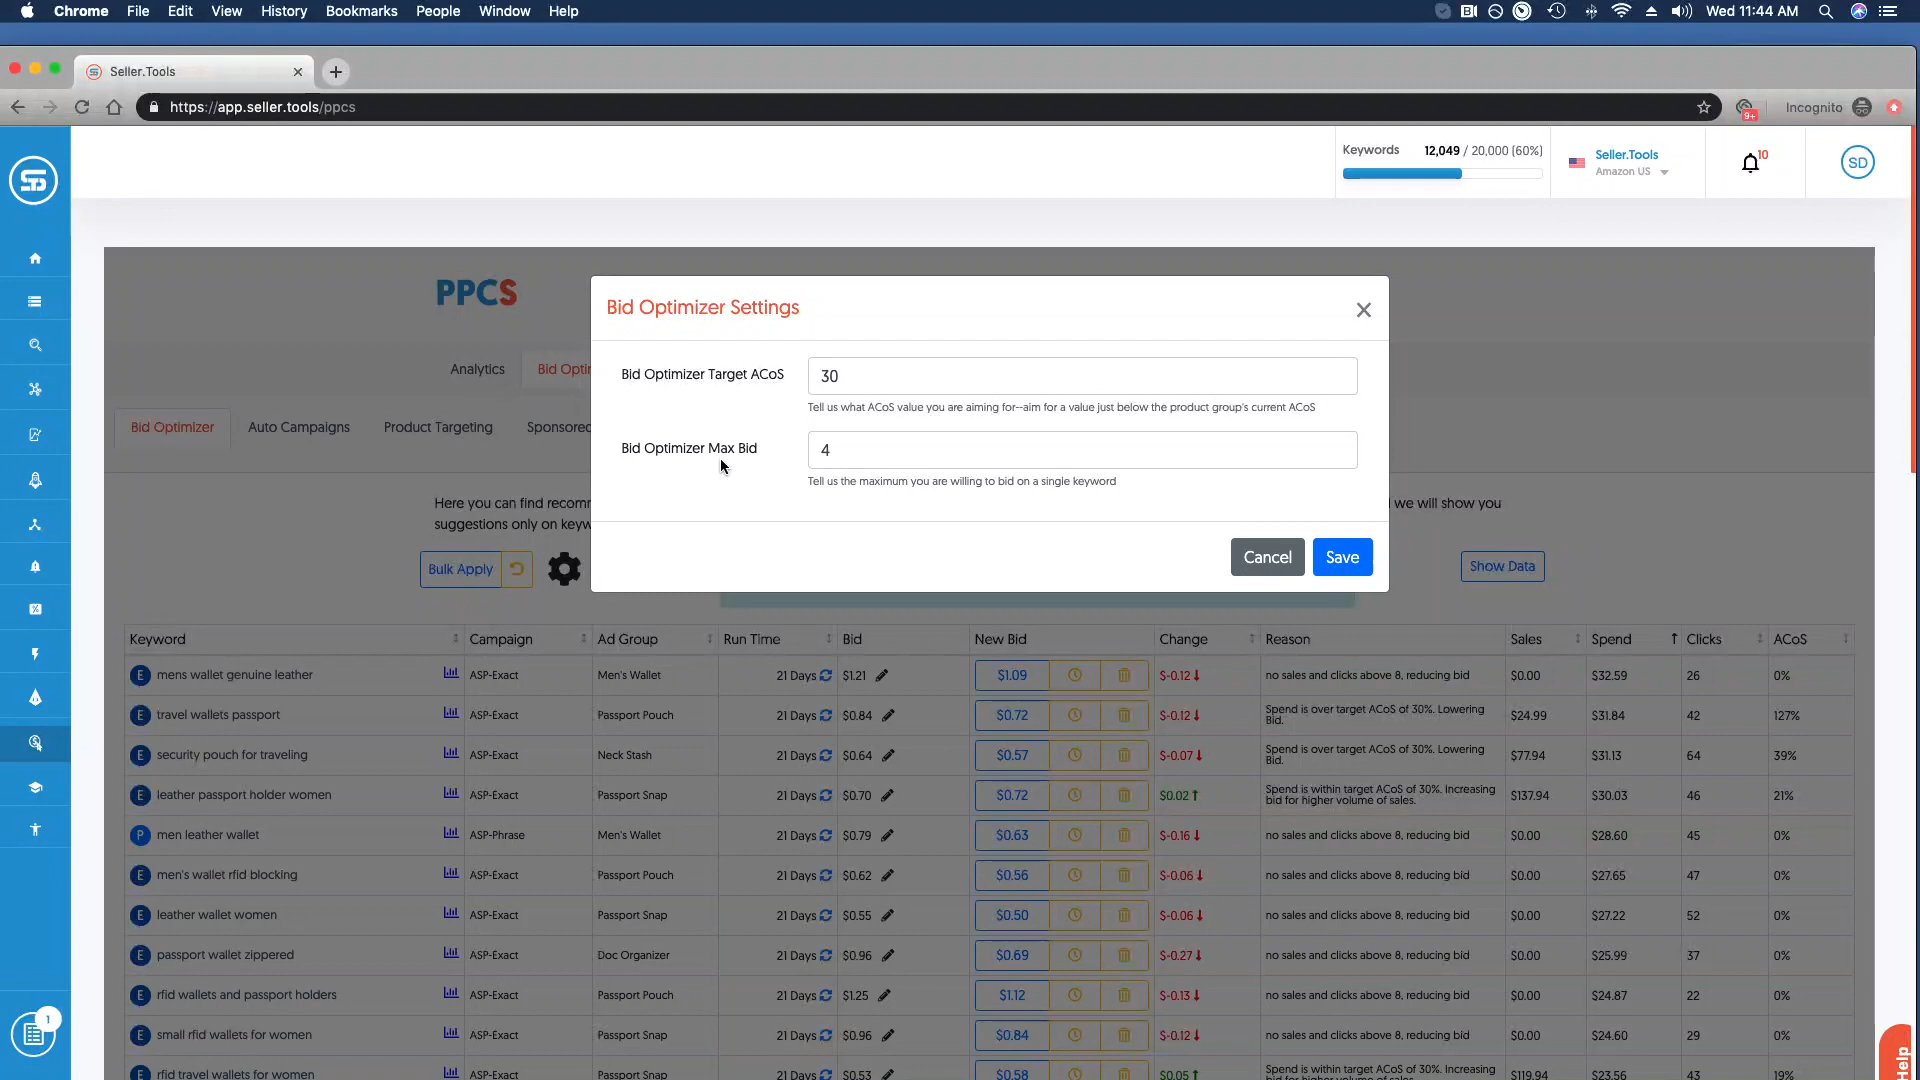 Chrome File Edit View History Bookmarks People Window Help Wed 11:44 AM
Seller.Tools
https://app.seller.tools/ppcs
9+
Incognito
Keywords 12,049 / 20,000 (60%)
Seller.Tools
Amazon US
10
SD
PPCS
Bid Optimizer Settings
Bid Optimizer Target ACoS 30
Tell us what ACoS value you are aiming for--aim for a value just below the product group's current ACoS
Bid Optimizer Max Bid 4
Tell us the maximum you are willing to bid on a single keyword
Cancel Save
Analytics Bid Opti
Bid Optimizer Auto Campaigns Product Targeting Sponsored
Here you can find recomm we will show you
suggestions only on keyw
Bulk Apply Show Data
Keyword Campaign Ad Group Run Time Bid New Bid Change Reason Sales Spend Clicks ACoS
E mens wallet genuine leather ASP-Exact Men's Wallet 21 Days $1.21 $1.09 $-0.12 no sales and clicks above 8, reducing bid $0.00 $32.59 26 0%
E travel wallets passport ASP-Exact Passport Pouch 21 Days $0.84 $0.72 $-0.12 Spend is over target ACoS of 30%. Lowering Bid. $24.99 $31.84 42 127%
E security pouch for traveling ASP-Exact Neck Stash 21 Days $0.64 $0.57 $-0.07 Spend is over target ACoS of 30%. Lowering Bid. $77.94 $31.13 64 39%
E leather passport holder women ASP-Exact Passport Snap 21 Days $0.70 $0.72 $0.02 Spend is within target ACoS of 30%. Increasing bid for higher volume of sales. $137.94 $30.03 46 21%
P men leather wallet ASP-Phrase Men's Wallet 21 Days $0.79 $0.63 $-0.16 no sales and clicks above 8, reducing bid $0.00 $28.60 45 0%
E men's wallet rfid blocking ASP-Exact Passport Pouch 21 Days $0.62 $0.56 $-0.06 no sales and clicks above 8, reducing bid $0.00 $27.65 47 0%
E leather wallet women ASP-Exact Passport Snap 21 Days $0.55 $0.50 $-0.06 no sales and clicks above 8, reducing bid $0.00 $27.22 52 0%
E passport wallet zippered ASP-Exact Doc Organizer 21 Days $0.96 $0.69 $-0.27 no sales and clicks above 8, reducing bid $0.00 $25.99 37 0%
E rfid wallets and passport holders ASP-Exact Passport Pouch 21 Days $1.25 $1.12 $-0.13 no sales and clicks above 8, reducing bid $0.00 $24.87 22 0%
E small rfid wallets for women ASP-Exact Passport Snap 21 Days $0.96 $0.84 $-0.12 no sales and clicks above 8, reducing bid $0.00 $24.60 29 0%
E rfid travel wallets for women ASP-Exact Passport Snap 21 Days $0.53 $0.58 $0.05 Spend is within target ACoS of 30%. Increasing $119.94 $23.56 43 19%
1
Help